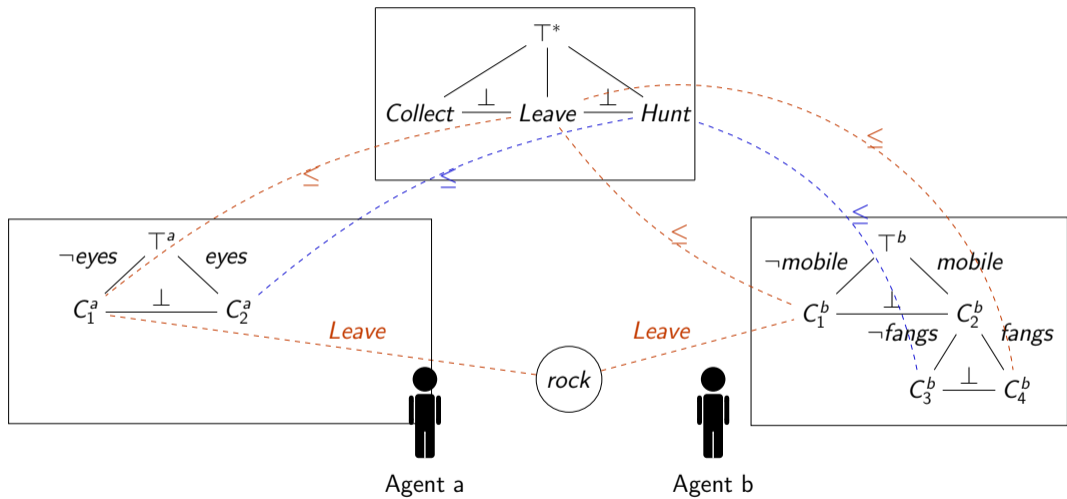 ⊤*
⊥ ⊥
Collect Leave Hunt
≤ ≤ ≤ ≤ ≤
⊤ᵃ
¬eyes eyes
⊥
C₁ᵃ C₂ᵃ
⊤ᵇ
¬mobile mobile
⊥
C₁ᵇ C₂ᵇ
¬fangs fangs
⊥
C₃ᵇ C₄ᵇ
Leave Leave
rock
Agent a Agent b